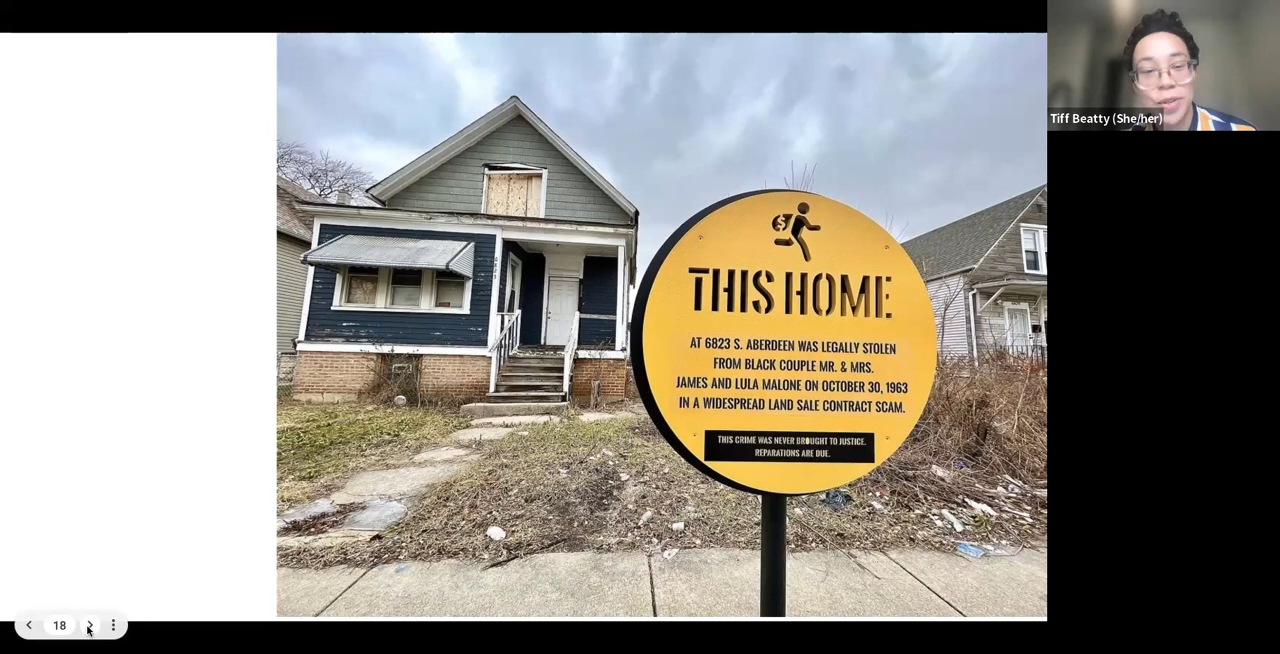 Tiff Beatty (She/her)
$
THIS HOME
AT 6823 S. ABERDEEN WAS LEGALLY STOLEN
FROM BLACK COUPLE MR. & MRS.
JAMES AND LULA MALONE ON OCTOBER 30, 1963
IN A WIDESPREAD LAND SALE CONTRACT SCAM.
THIS CRIME WAS NEVER BROUGHT TO JUSTICE.
REPARATIONS ARE DUE.
18